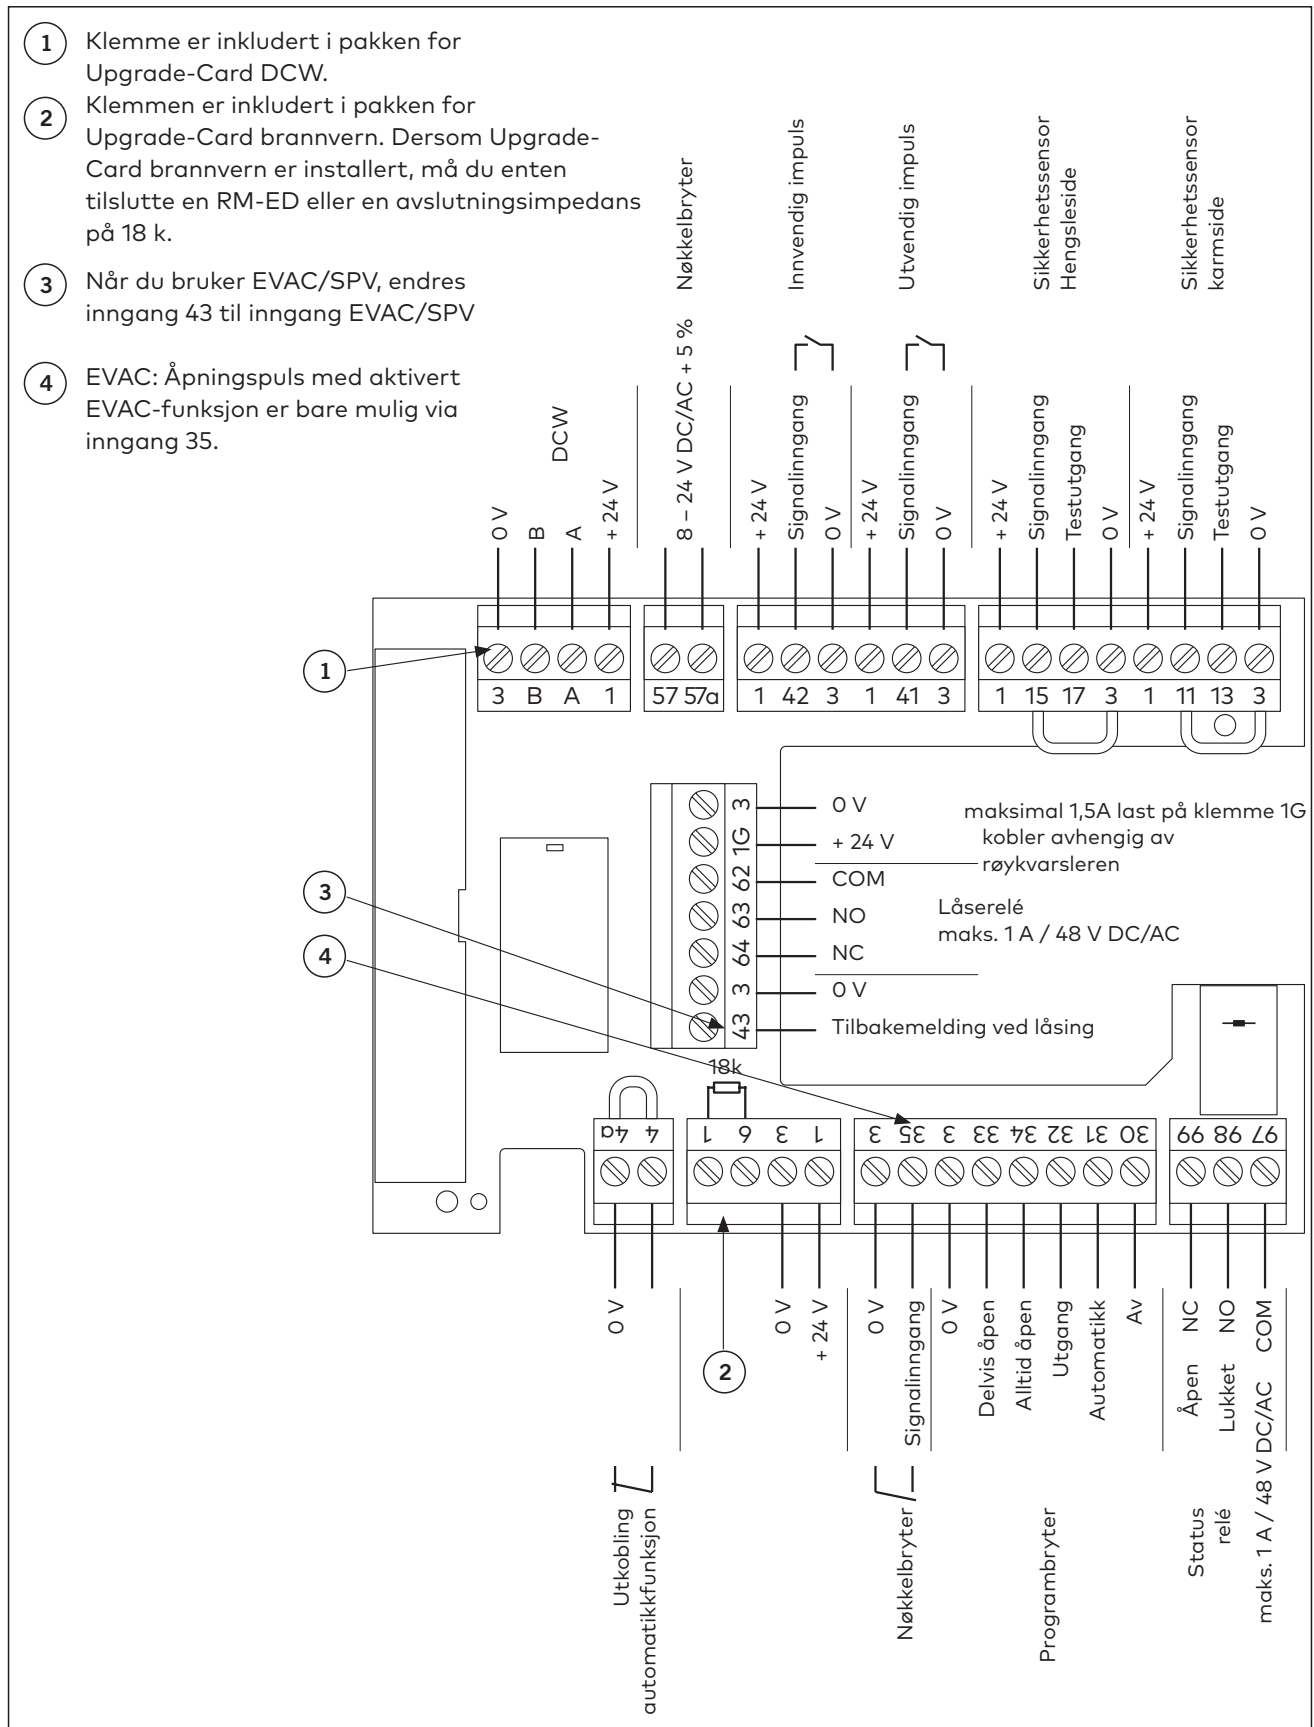 1
Klemme er inkludert i pakken for
Upgrade-Card DCW.
2
Klemmen er inkludert i pakken for
Upgrade-Card brannvern. Dersom Upgrade-
Card brannvern er installert, må du enten
tilslutte en RM-ED eller en avslutningsimpedans
på 18 k.
3
Når du bruker EVAC/SPV, endres
inngang 43 til inngang EVAC/SPV
4
EVAC: Åpningspuls med aktivert
EVAC-funksjon er bare mulig via
inngang 35.
DCW
Nøkkelbryter
Innvendig impuls
Utvendig impuls
Sikkerhetssensor
Hengsleside
Sikkerhetssensor
karmside
0 V
B
A
+ 24 V
8 – 24 V DC/AC + 5 %
+ 24 V
Signalinngang
0 V
+ 24 V
Signalinngang
0 V
+ 24 V
Signalinngang
Testutgang
0 V
+ 24 V
Signalinngang
Testutgang
0 V
1
3 B A 1
57 57a
1 42 3 1 41 3
1 15 17 3 1 11 13 3
3 0 V
1G + 24 V
62 COM
63 NO
64 NC
3 0 V
43 Tilbakemelding ved låsing
maksimal 1,5A last på klemme 1G
kobler avhengig av
røykvarsleren
Låserelé
maks. 1 A / 48 V DC/AC
3
4
18k
4a 4
1 6 3 1
3 35 3 33 34 32 31 30
99 98 97
2
0 V
0 V
+ 24 V
0 V
Signalinngang
0 V
Delvis åpen
Alltid åpen
Utgang
Automatikk
Av
Åpen NC
Lukket NO
maks. 1 A / 48 V DC/AC COM
Utkobling
automatikkfunksjon
Nøkkelbryter
Programbryter
Status
relé